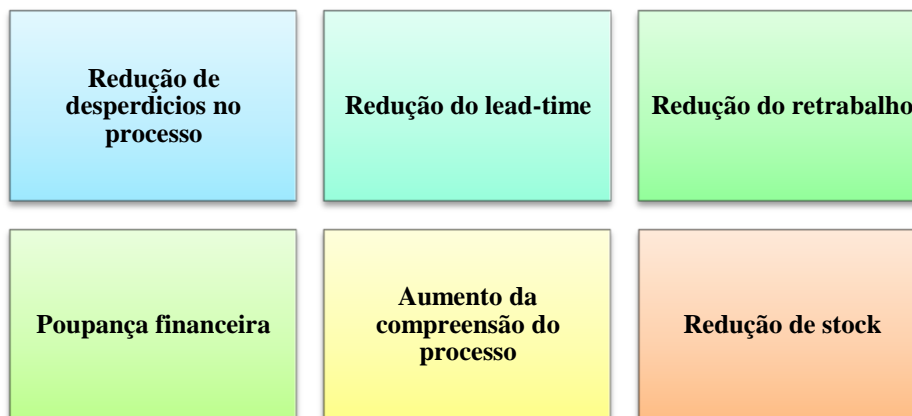 Redução de
desperdicios no
processo
Redução do lead-time
Redução do retrabalho
Poupança financeira
Aumento da
compreensão do
processo
Redução de stock